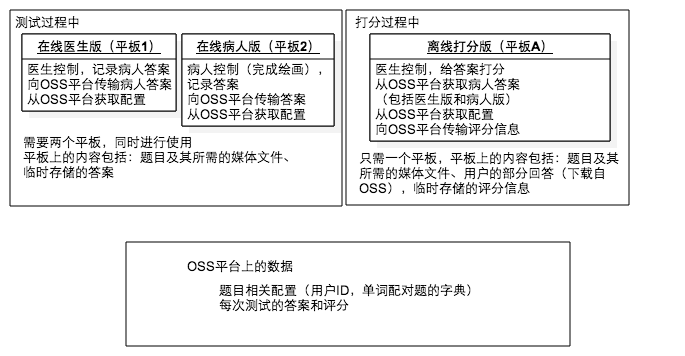 测试过程中
在线医生版（平板1）
医生控制，记录病人答案
向OSS平台传输病人答案
从OSS平台获取配置
在线病人版（平板2）
病人控制（完成绘画），
记录答案
向OSS平台传输答案
从OSS平台获取配置
需要两个平板，同时进行使用
平板上的内容包括：题目及其所需的媒体文件、
临时存储的答案
打分过程中
离线打分版（平板A）
医生控制，给答案打分
从OSS平台获取病人答案
（包括医生版和病人版）
从OSS平台获取配置
向OSS平台传输评分信息
只需一个平板，平板上的内容包括：题目及其
所需的媒体文件、用户的部分回答（下载自
OSS），临时存储的评分信息
OSS平台上的数据
题目相关配置（用户ID，单词配对题的字典）
每次测试的答案和评分